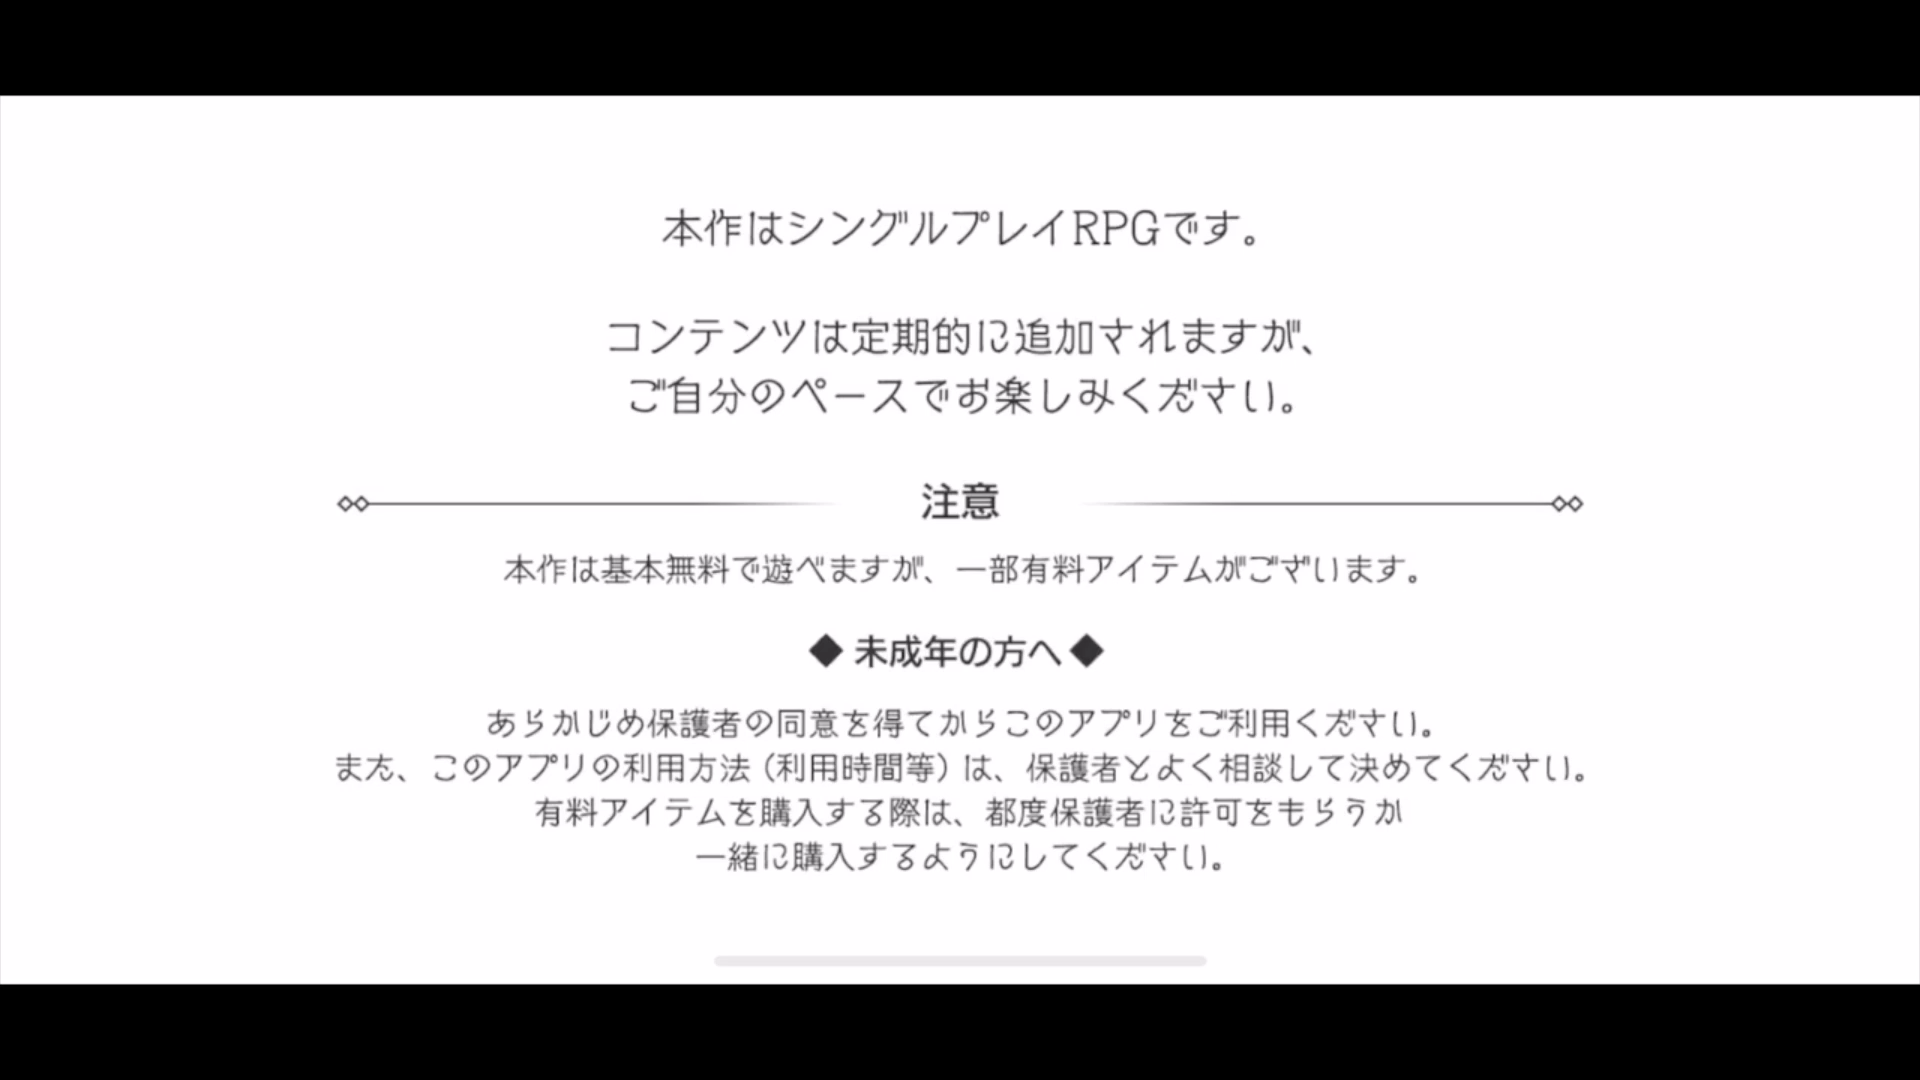 本作はシングルプレイRPGです。
コンテンツは定期的に追加されますが、
ご自分のペースでお楽しみください。
注意
本作は基本無料で遊べますが、一部有料アイテムがございます。
◆ 未成年の方へ ◆
あらかじめ保護者の同意を得てからこのアプリをご利用ください。
また、このアプリの利用方法（利用時間等）は、保護者とよく相談して決めてください。
有料アイテムを購入する際は、都度保護者に許可をもらうか
一緒に購入するようにしてください。